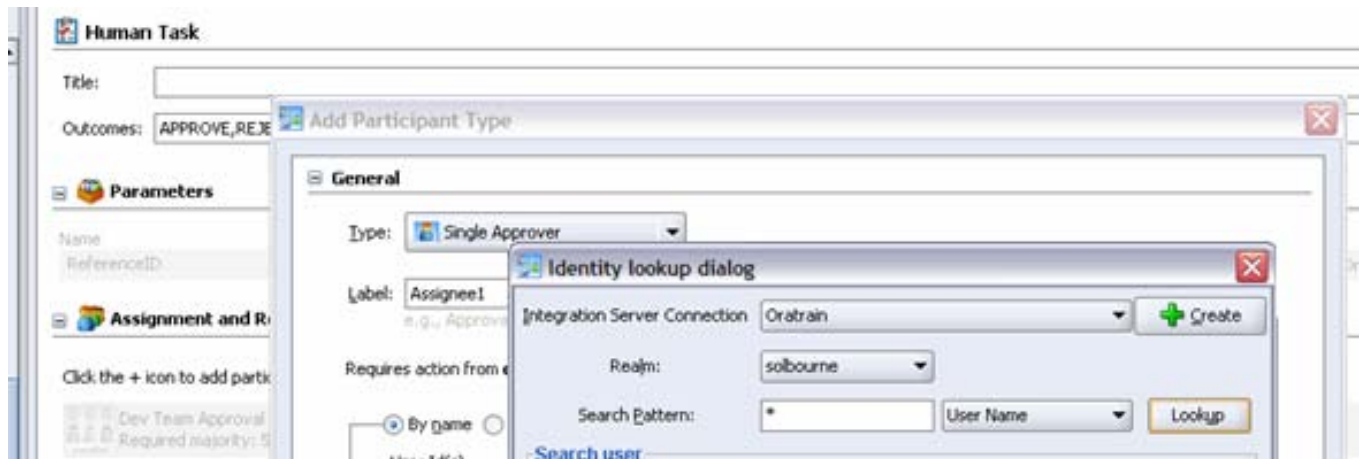 Human Task
Title:
Outcomes: APPROVE,REJE
Add Participant Type
General
Parameters
Type: Single Approver
Name
ReferenceID
Identity lookup dialog
Label: Assignee1
e.g., Approva
Integration Server Connection Oratrain Create
Assignment and R
Realm: solbourne
Requires action from
Click the + icon to add partic
Search Pattern: * User Name Lookup
Dev Team Approval
Required majority: 5
By name
Search user